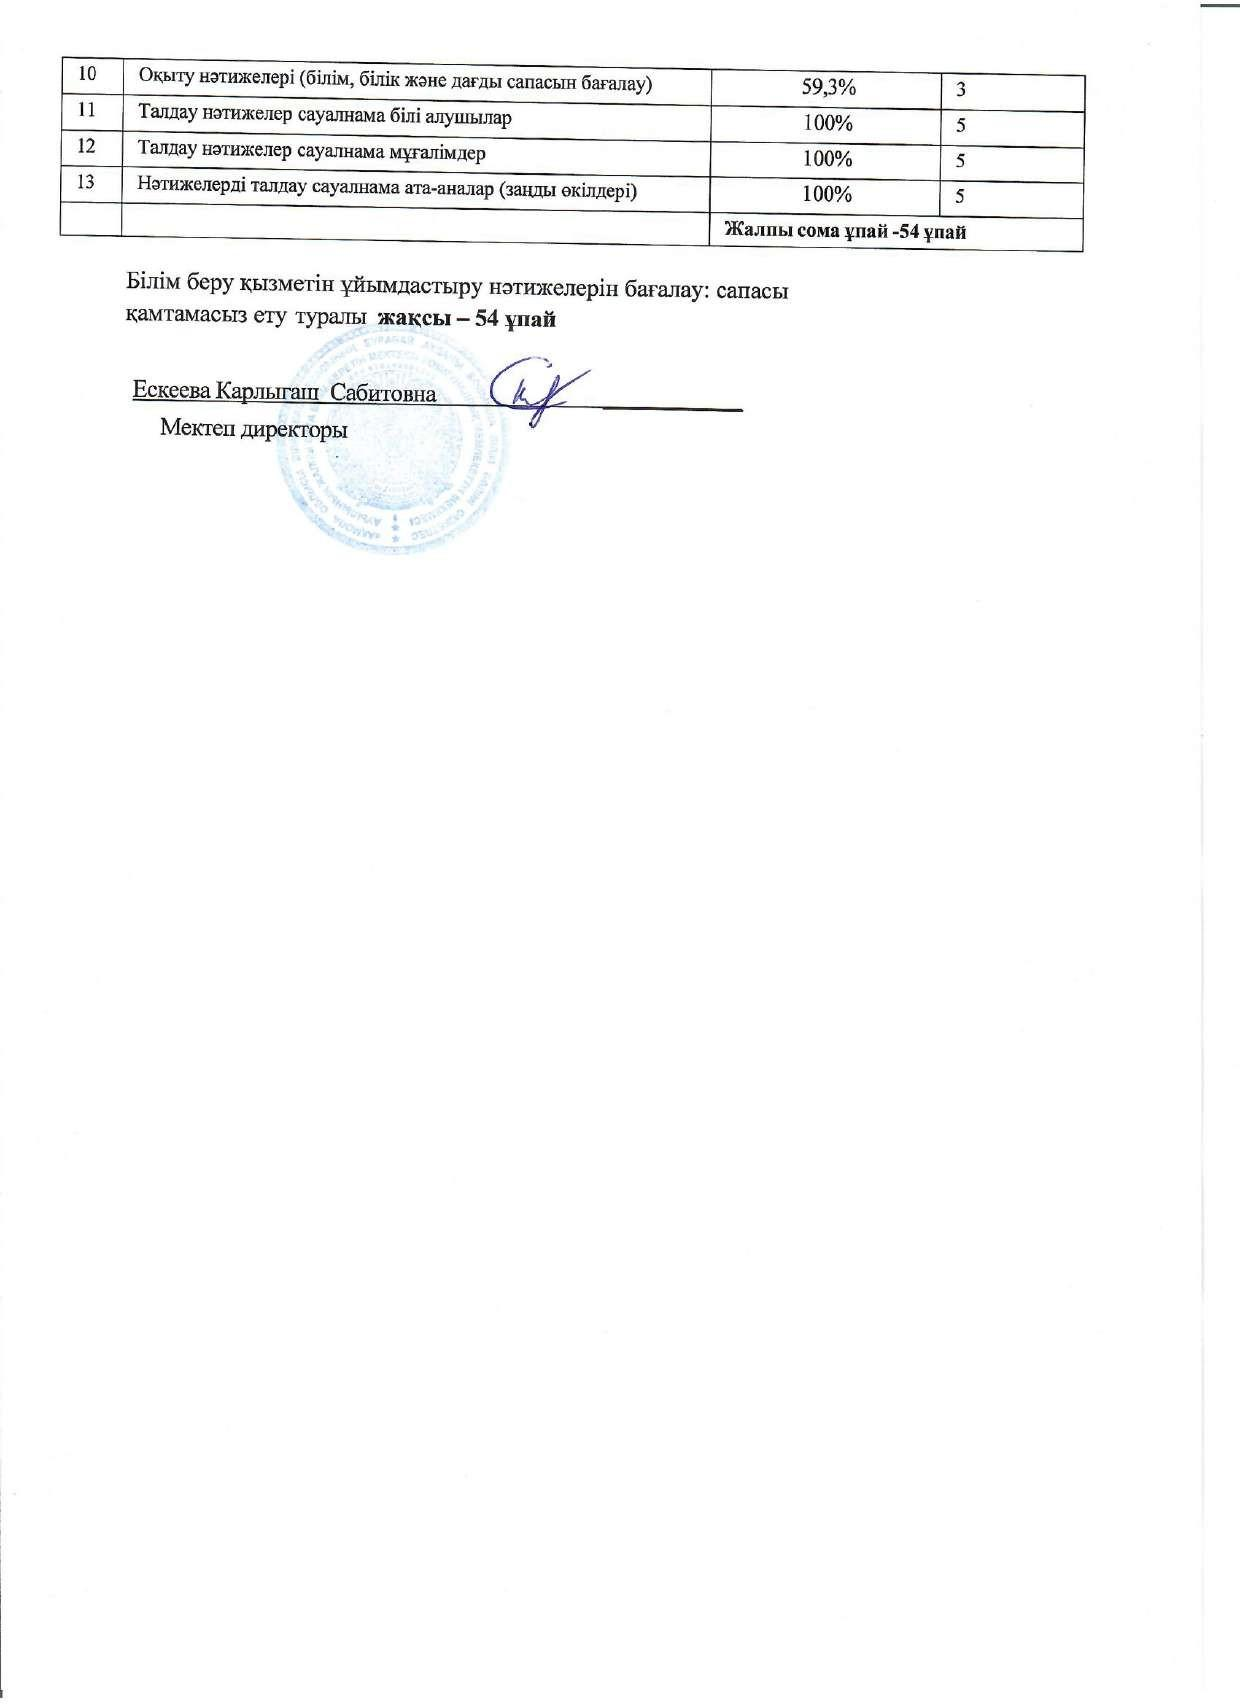 10 Оқыту нәтижелері (білім, білік және дағды сапасын бағалау) 59,3% 3
11 Талдау нәтижелер сауалнама білі алушылар 100% 5
12 Талдау нәтижелер сауалнама мұғалімдер 100% 5
13 Нәтижелерді талдау сауалнама ата-аналар (заңды өкілдері) 100% 5
Жалпы сома ұпай -54 ұпай
Білім беру қызметін ұйымдастыру нәтижелерін бағалау: сапасы
қамтамасыз ету туралы жақсы – 54 ұпай
Ескеева Карлыгаш Сабитовна
Мектеп директоры